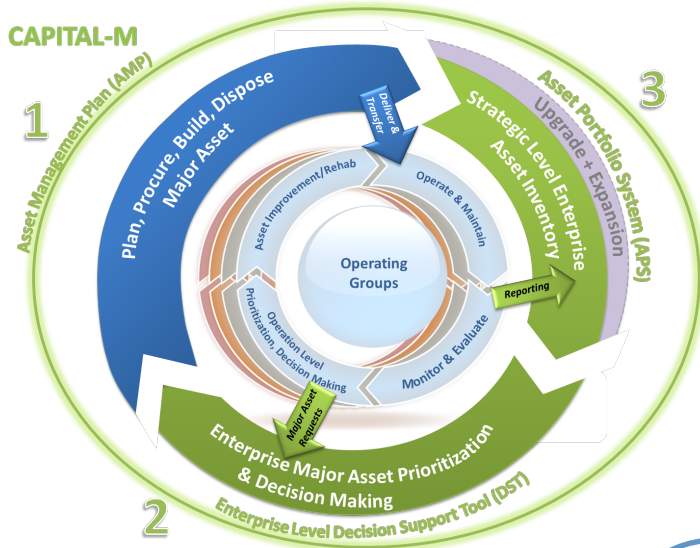 CAPITAL-M
1
Asset Management Plan (AMP)
Plan, Procure, Build, Dispose
Major Asset
Deliver &
Transfer
3
Asset Portfolio System (APS)
Upgrade + Expansion
Strategic Level Enterprise
Asset Inventory
Asset Improvement/Rehab
Operate & Maintain
Operating
Groups
Reporting
Monitor & Evaluate
Operation Level
Prioritization, Decision Making
Major Asset
Requests
Enterprise Major Asset Prioritization
& Decision Making
2
Enterprise Level Decision Support Tool (DST)